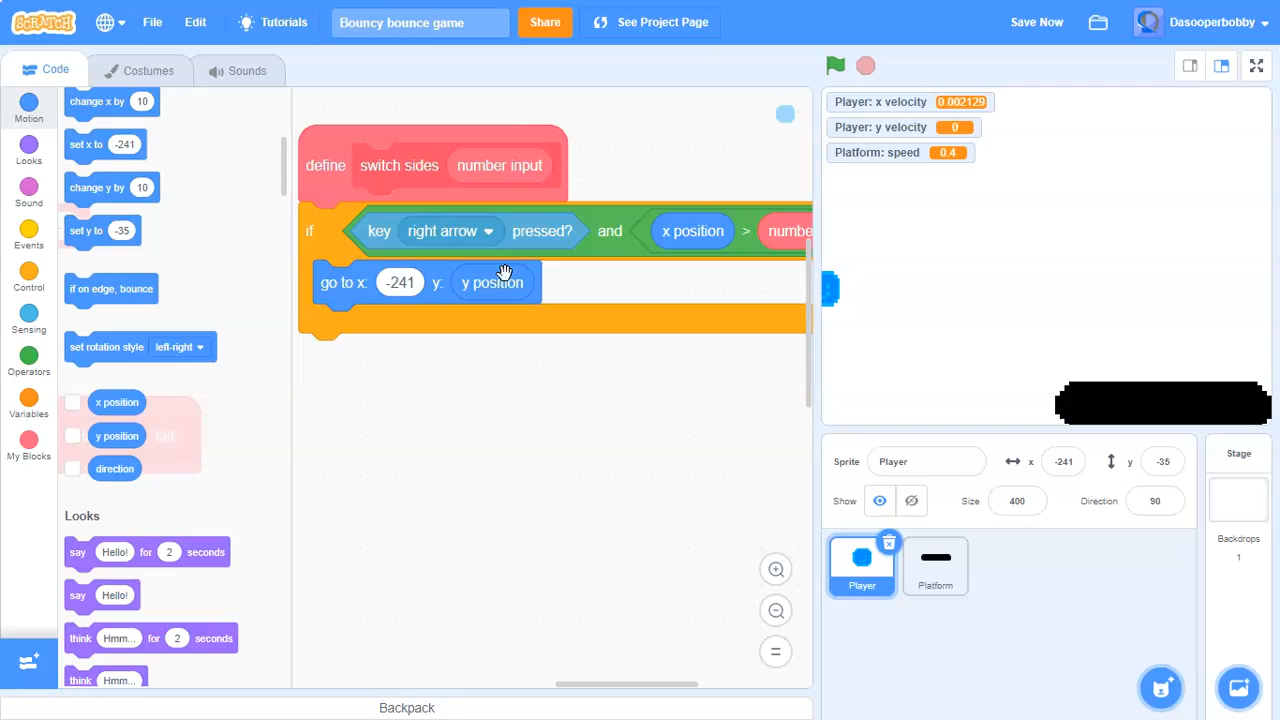 SCRATCH File Edit Tutorials Bouncy bounce game Share See Project Page Save Now Dasooperbobby
Code Costumes Sounds
Motion
Looks
Sound
Events
Control
Sensing
Operators
Variables
My Blocks
change x by 10
set x to -241
change y by 10
set y to -35
if on edge, bounce
set rotation style left-right
x position
y position
direction
Looks
say Hello! for 2 seconds
say Hello!
think Hmm... for 2 seconds
think Hmm...
define switch sides number input
if key right arrow pressed? and x position > numbe
go to x: -241 y: y position
Player: x velocity 0.002129
Player: y velocity 0
Platform: speed 0.4
Sprite Player x -241 y -35
Show Size 400 Direction 90
Player
Platform
Stage
Backdrops
1
Backpack